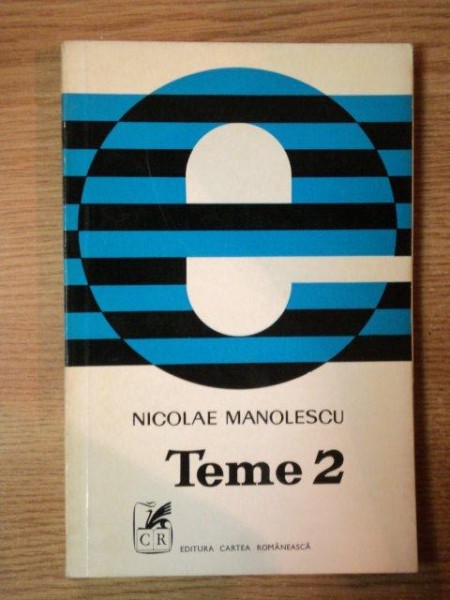 e
NICOLAE MANOLESCU
Teme 2
CR
EDITURA CARTEA ROMÂNEASCĂ